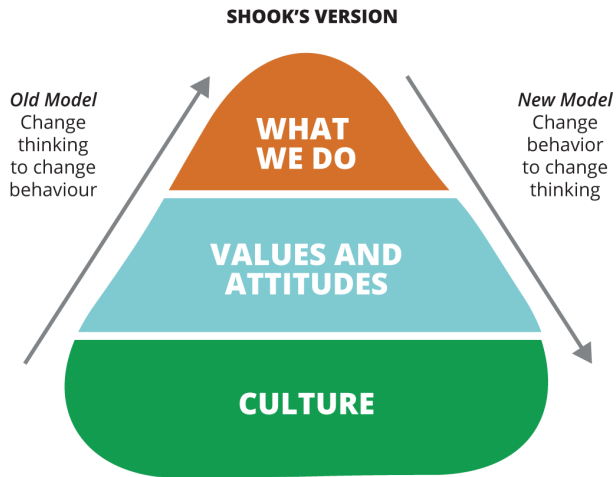 SHOOK'S VERSION
Old Model
Change
thinking
to change
behaviour
New Model
Change
behavior
to change
thinking
WHAT
WE DO
VALUES AND
ATTITUDES
CULTURE